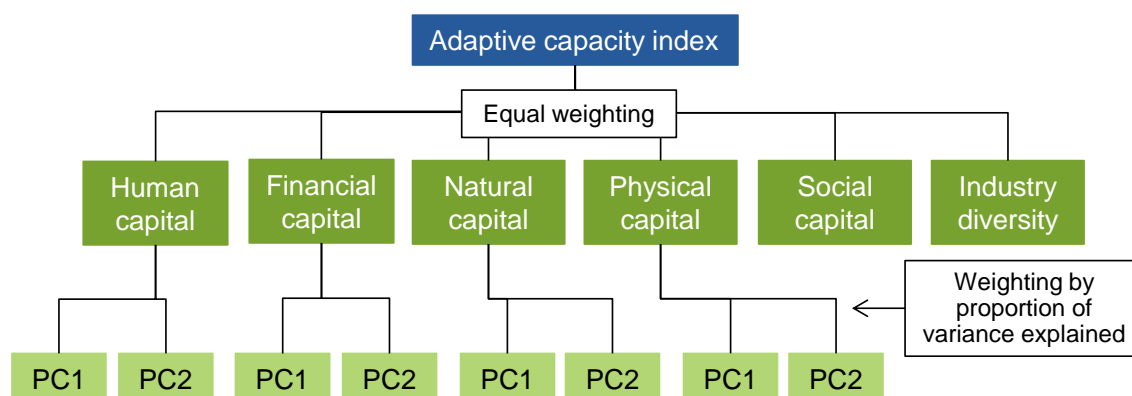 Adaptive capacity index
Equal weighting
Human
capital
Financial
capital
Natural
capital
Physical
capital
Social
capital
Industry
diversity
Weighting by
proportion of
variance explained
PC1
PC2
PC1
PC2
PC1
PC2
PC1
PC2